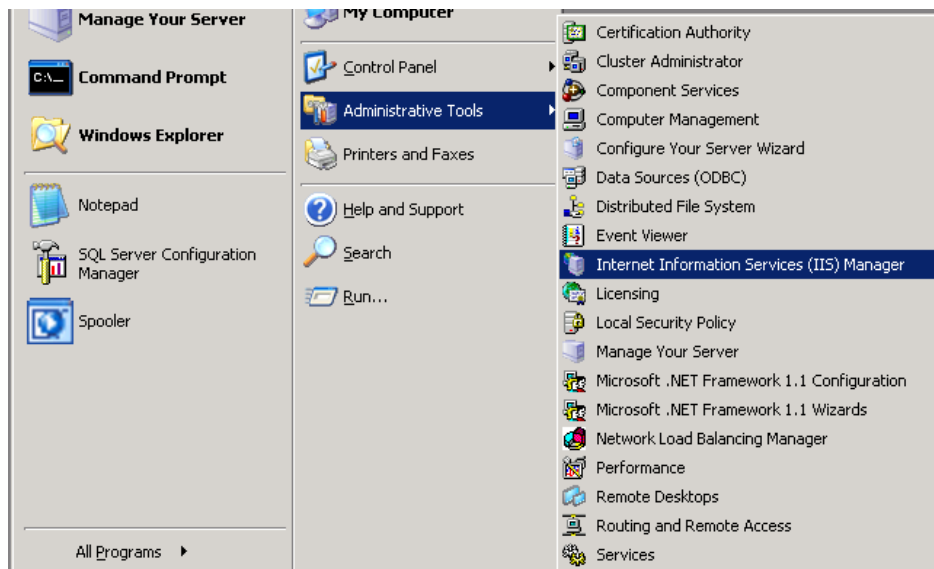 Manage Your Server
C:\_
Command Prompt
Windows Explorer
Notepad
SQL Server Configuration
Manager
Spooler
All Programs
My Computer
Control Panel
Administrative Tools
Printers and Faxes
Help and Support
Search
Run...
Certification Authority
Cluster Administrator
Component Services
Computer Management
Configure Your Server Wizard
Data Sources (ODBC)
Distributed File System
Event Viewer
Internet Information Services (IIS) Manager
Licensing
Local Security Policy
Manage Your Server
Microsoft .NET Framework 1.1 Configuration
Microsoft .NET Framework 1.1 Wizards
Network Load Balancing Manager
Performance
Remote Desktops
Routing and Remote Access
Services